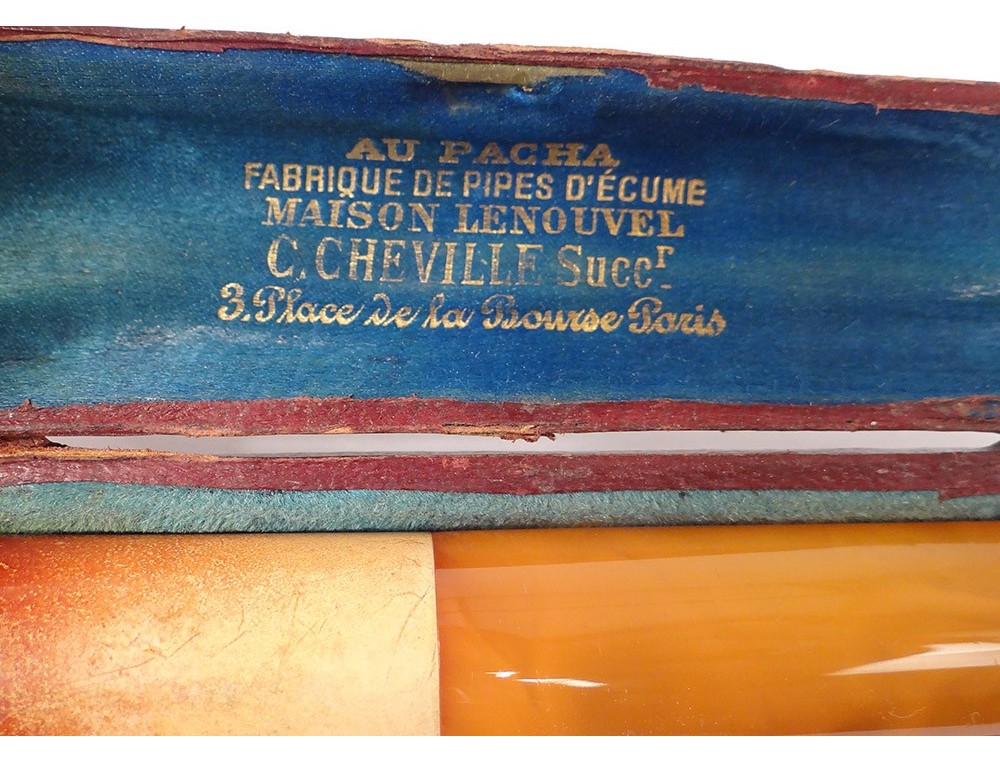 AU PACHA
FABRIQUE DE PIPES D'ÉCUME
MAISON LENOUVEL
C. CHEVILLE Succr
3. Place de la Bourse Paris